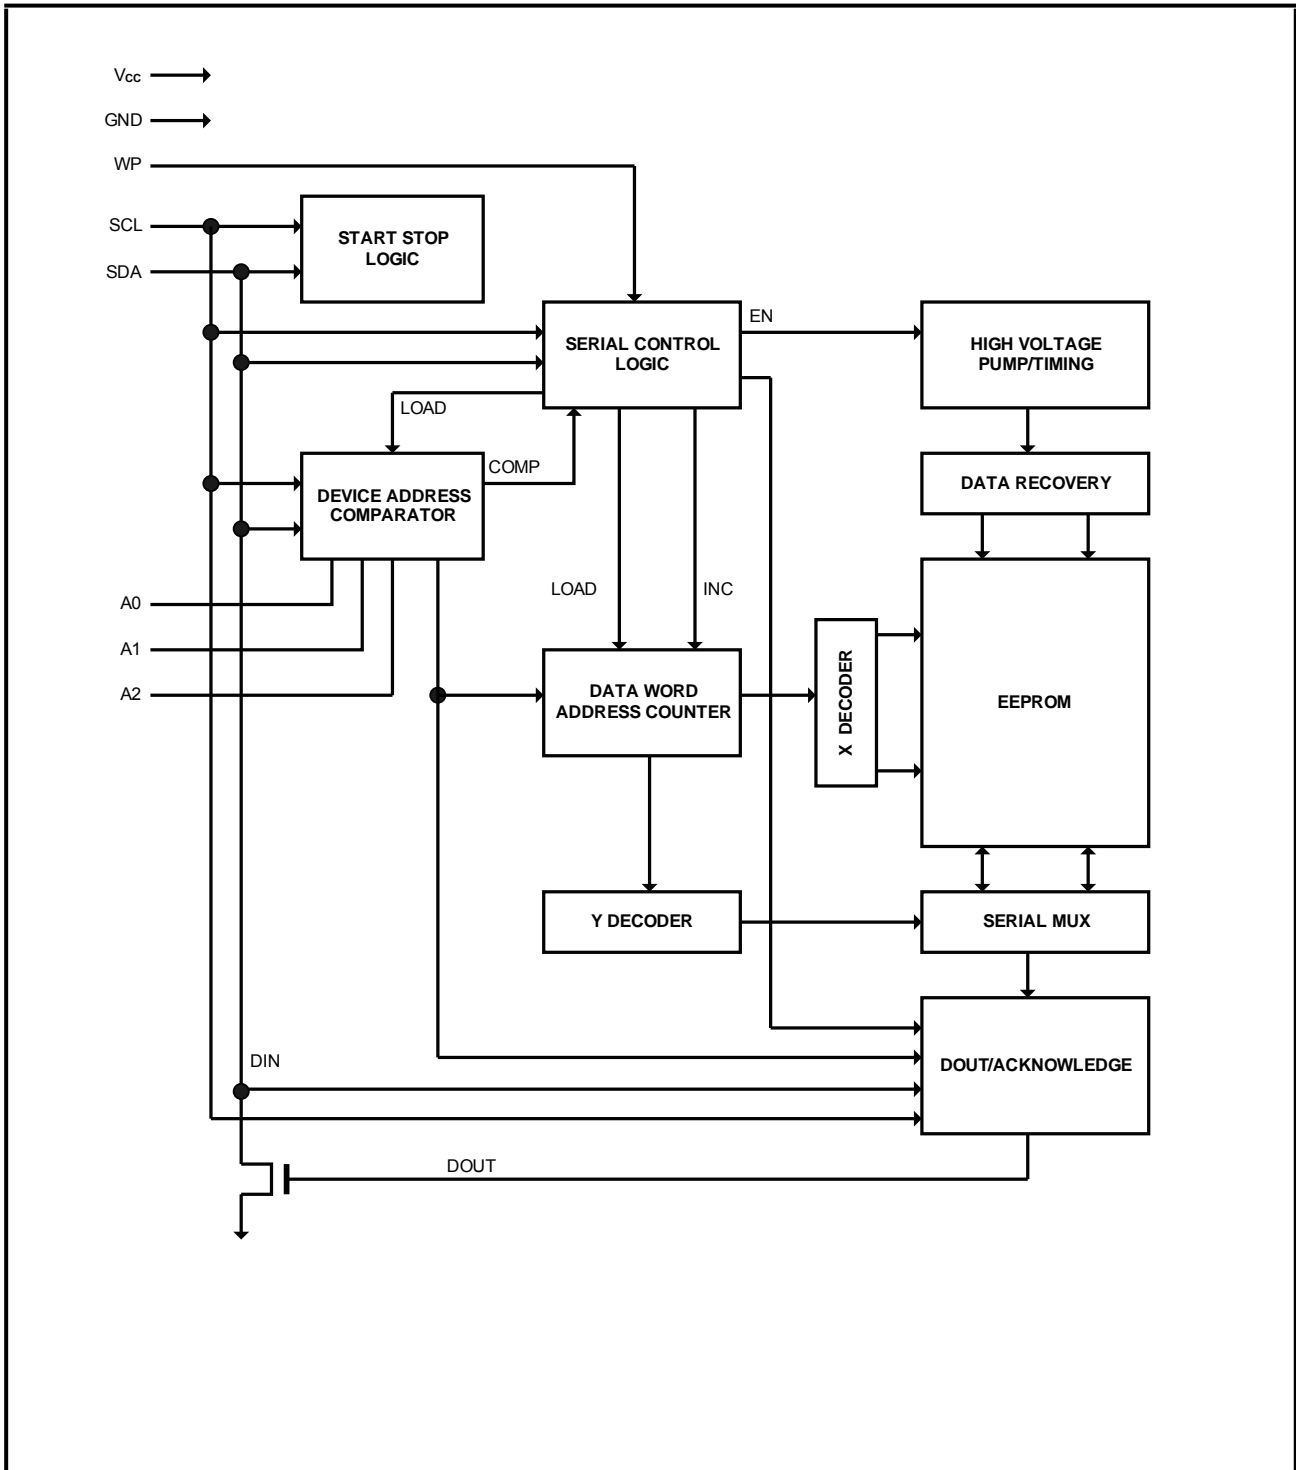 Vcc
GND
WP
SCL
SDA
START STOP
LOGIC
EN
SERIAL CONTROL
LOGIC
HIGH VOLTAGE
PUMP/TIMING
LOAD
COMP
DEVICE ADDRESS
COMPARATOR
DATA RECOVERY
LOAD
INC
A0
A1
A2
DATA WORD
ADDRESS COUNTER
X DECODER
EEPROM
Y DECODER
SERIAL MUX
DIN
DOUT/ACKNOWLEDGE
DOUT